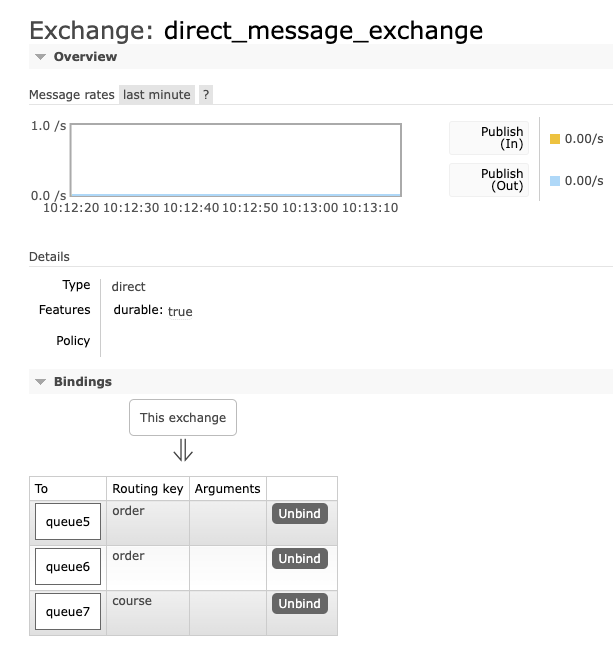 Exchange: direct_message_exchange
Overview
Message rates last minute ?
1.0 /s
0.0 /s
10:12:20 10:12:30 10:12:40 10:12:50 10:13:00 10:13:10
Publish
(In)
0.00/s
Publish
(Out)
0.00/s
Details
Type direct
Features durable: true
Policy
Bindings
This exchange
⇓
To Routing key Arguments
queue5 order Unbind
queue6 order Unbind
queue7 course Unbind